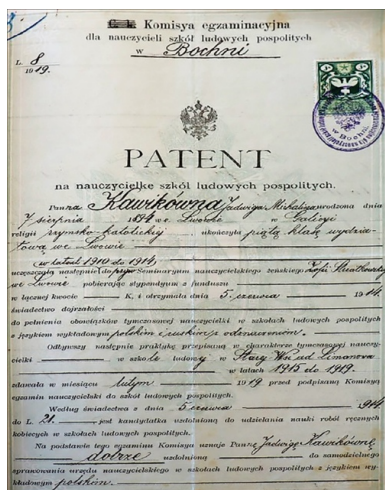 Komisya egzaminacyjna
dla nauczycieli szkół ludowych pospolitych
w Bochni
L. 8
1919.
PATENT
na nauczycielkę szkół ludowych pospolitych.
Panna Kawikówna Jadwiga Michalina urodzona dnia
7 sierpnia 1894 we Lwowie w Galicyi
religii rzymsko katolickiej ukończyła piątą klasę wydzia-
łową we Lwowie
w latach 1910 do 1914
uczęszczała następnie do Seminaryum nauczycielskiego żeńskiego Zofii Strzałkowskiej
we Lwowie pobierając stypendyum z funduszu
w łącznej kwocie K, i otrzymała dnia 5. czerwca 1914.
świadectwo dojrzałości
do pełnienia obowiązków tymczasowej nauczycielki w szkołach ludowych pospolitych
z językiem wykładowym polskim i ruskim z odznaczeniem.
Odbywszy następnie praktykę przepisaną w charakterze tymczasowej nauczy-
cielki w szkole ludowej w Starej Wsi ad Limanowa
w latach 1915 do 1919.
zdawała w miesiącu lutym 1919 przed podpisaną Komisyą
egzamin nauczycielski do szkół ludowych pospolitych.
Według świadectwa z dnia 5 czerwca 1914
do L. 21. jest kandydatka uzdolnioną do udzielania nauki robót ręcznych
kobiecych w szkołach ludowych pospolitych.
Na podstawie tego egzaminu Komisya uznaje Pannę Jadwigę Kawikównę
dobrze uzdolnioną do samodzielnego
sprawowania urzędu nauczycielskiego w szkołach ludowych pospolitych z językiem wy-
kładowym polskim.